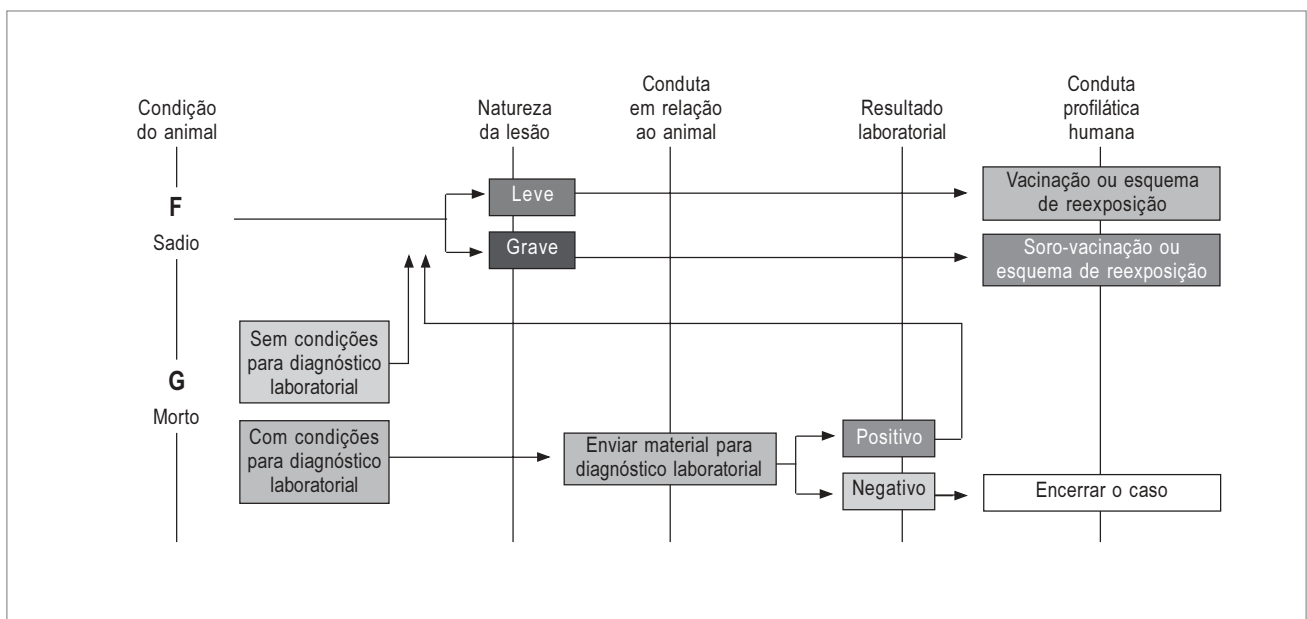 Condição
do animal
Natureza
da lesão
Conduta
em relação
ao animal
Resultado
laboratorial
Conduta
profilática
humana
F
Sadio
Leve
Grave
Vacinação ou esquema
de reexposição
Soro-vacinação ou
esquema de reexposição
G
Morto
Sem condições
para diagnóstico
laboratorial
Com condições
para diagnóstico
laboratorial
Enviar material para
diagnóstico laboratorial
Positivo
Negativo
Encerrar o caso